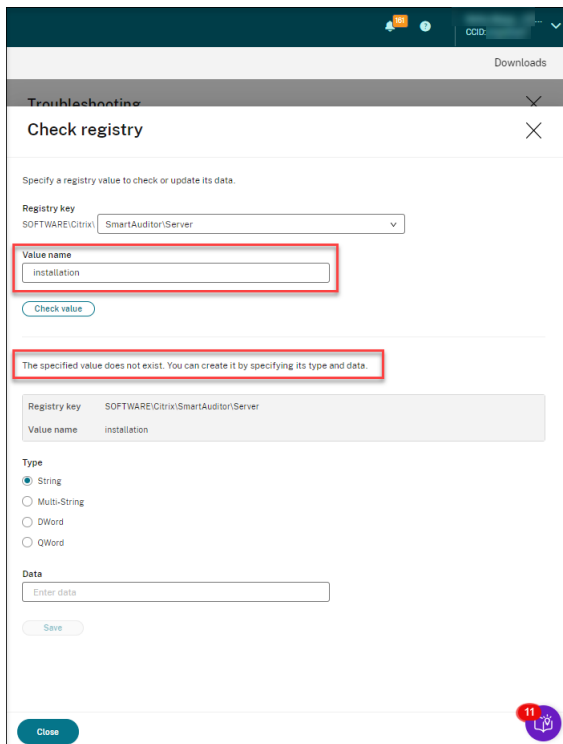 161
?
...
CCID:
Downloads
Troubleshooting
Check registry
Specify a registry value to check or update its data.
Registry key
SOFTWARE\Citrix\ SmartAuditor\Server
Value name
installation
Check value
The specified value does not exist. You can create it by specifying its type and data.
Registry key SOFTWARE\Citrix\SmartAuditor\Server
Value name installation
Type
String
Multi-String
DWord
QWord
Data
Enter data
Save
11
Close